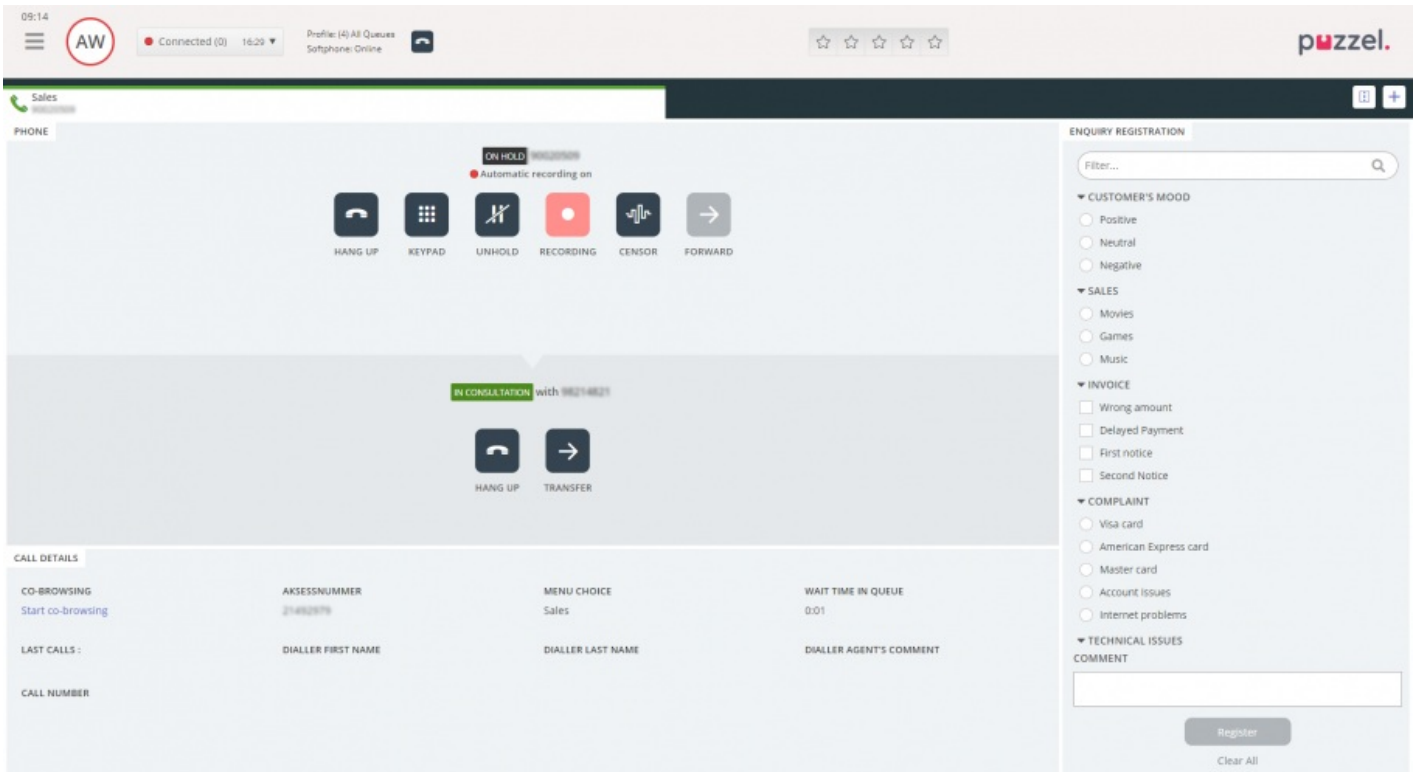 09:14
AW
Connected (0) 16:29
Profile: (4) All Queues
Softphone: Online
puzzel.
Sales
PHONE
ON HOLD
Automatic recording on
HANG UP KEYPAD UNHOLD RECORDING CENSOR FORWARD
IN CONSULTATION with
HANG UP TRANSFER
CALL DETAILS
CO-BROWSING AKSESSNUMMER MENU CHOICE WAIT TIME IN QUEUE
Start co-browsing Sales 0:01
LAST CALLS : DIALLER FIRST NAME DIALLER LAST NAME DIALLER AGENT'S COMMENT
CALL NUMBER
ENQUIRY REGISTRATION
Filter...
CUSTOMER'S MOOD
Positive
Neutral
Negative
SALES
Movies
Games
Music
INVOICE
Wrong amount
Delayed Payment
First notice
Second Notice
COMPLAINT
Visa card
American Express card
Master card
Account issues
Internet problems
TECHNICAL ISSUES
COMMENT
Register
Clear All